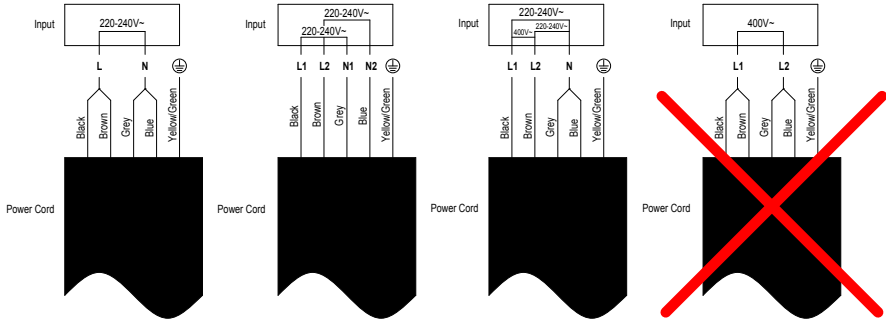 Input
220-240V~
L
N
Black
Brown
Grey
Blue
Yellow/Green
Power Cord
Input
220-240V~
220-240V~
L1
L2
N1
N2
Black
Brown
Grey
Blue
Yellow/Green
Power Cord
Input
220-240V~
220-240V~
400V~
L1
L2
N
Black
Brown
Grey
Blue
Yellow/Green
Power Cord
Input
400V~
L1
L2
Black
Brown
Grey
Blue
Yellow/Green
Power Cord